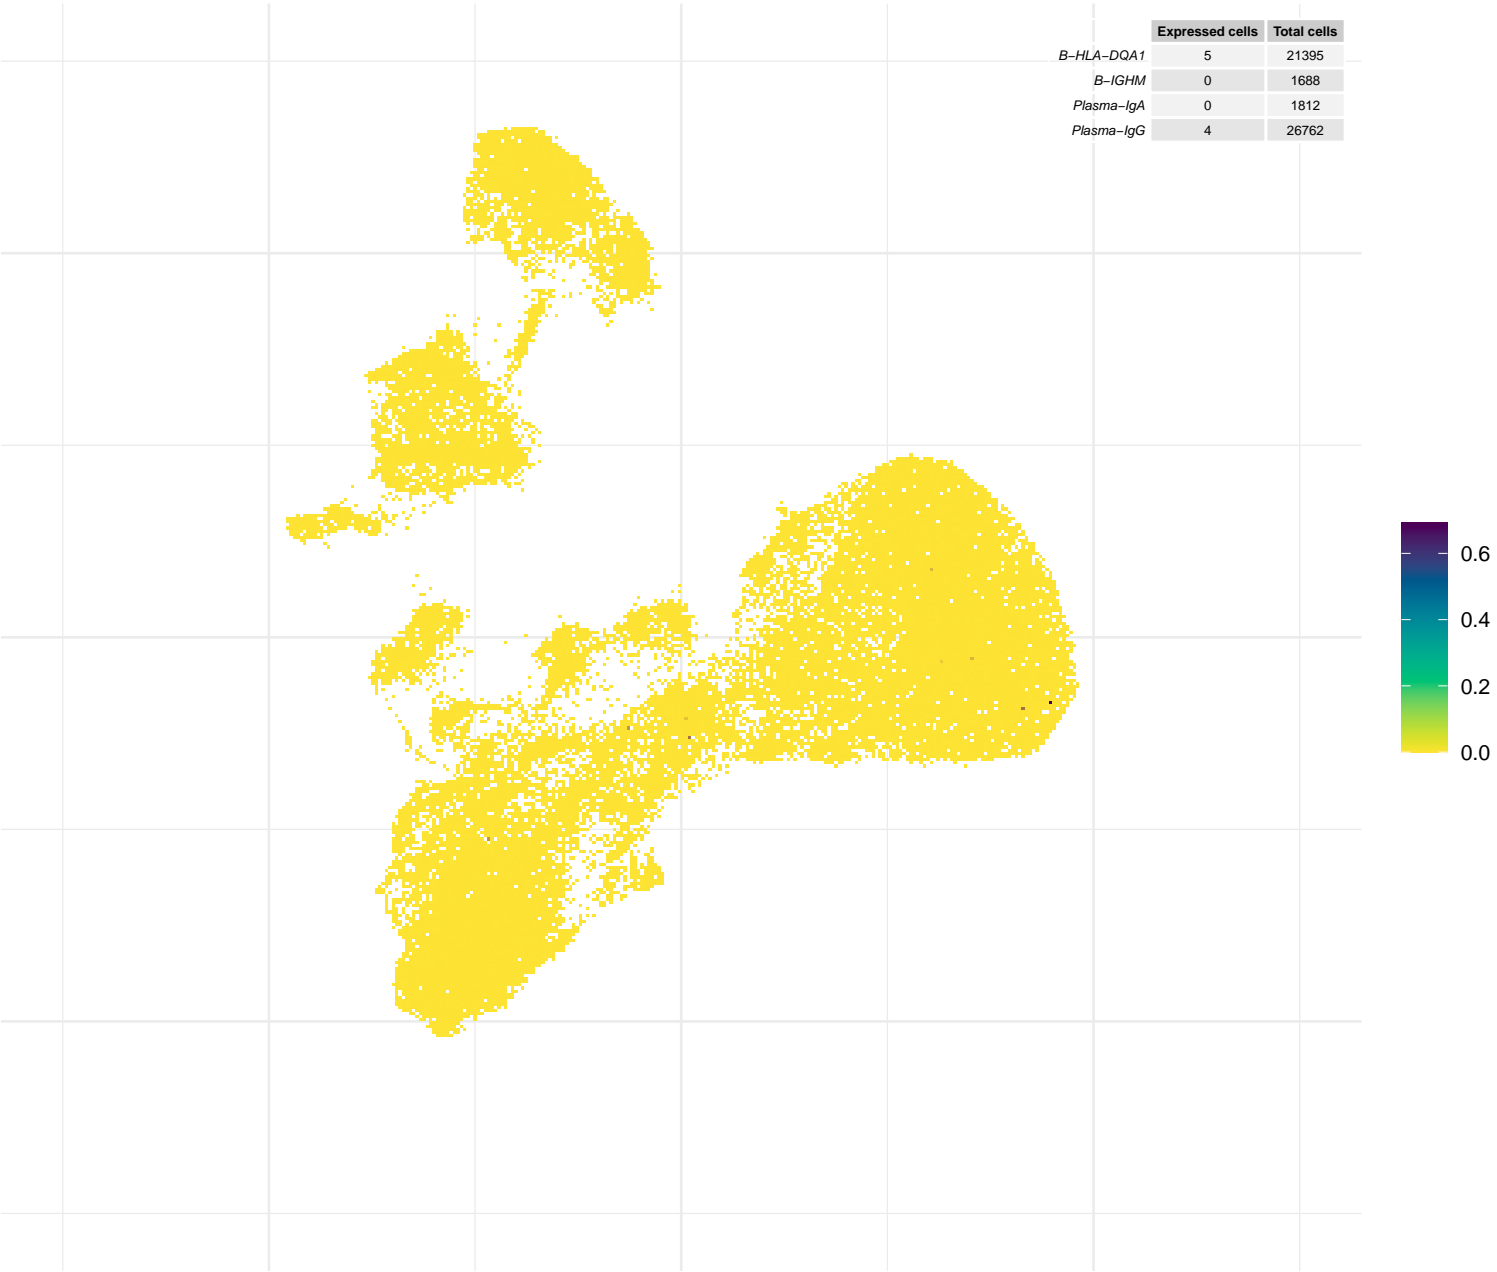 Expressed cells Total cells
B−HLA−DQA1 5 21395
B−IGHM 0 1688
Plasma−IgA 0 1812
Plasma−IgG 4 26762
0.6
0.4
0.2
0.0